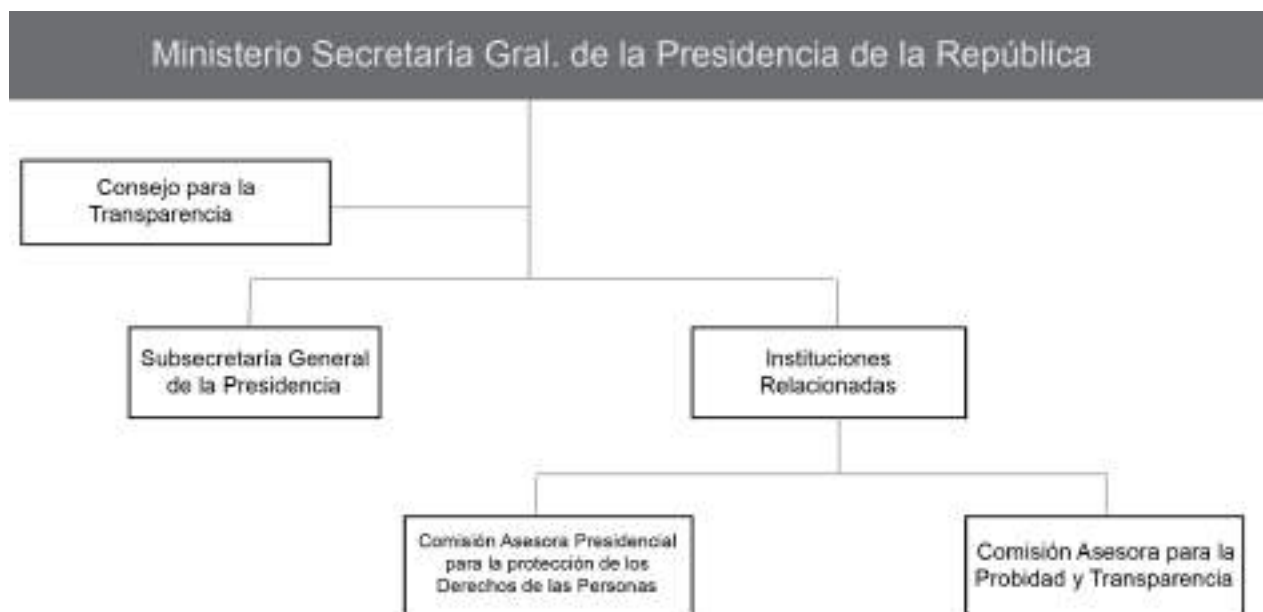 Ministerio Secretaría Gral. de la Presidencia de la República
Consejo para la
Transparencia
Subsecretaría General
de la Presidencia
Instituciones
Relacionadas
Comisión Asesora Presidencial
para la protección de los
Derechos de las Personas
Comisión Asesora para la
Probidad y Transparencia